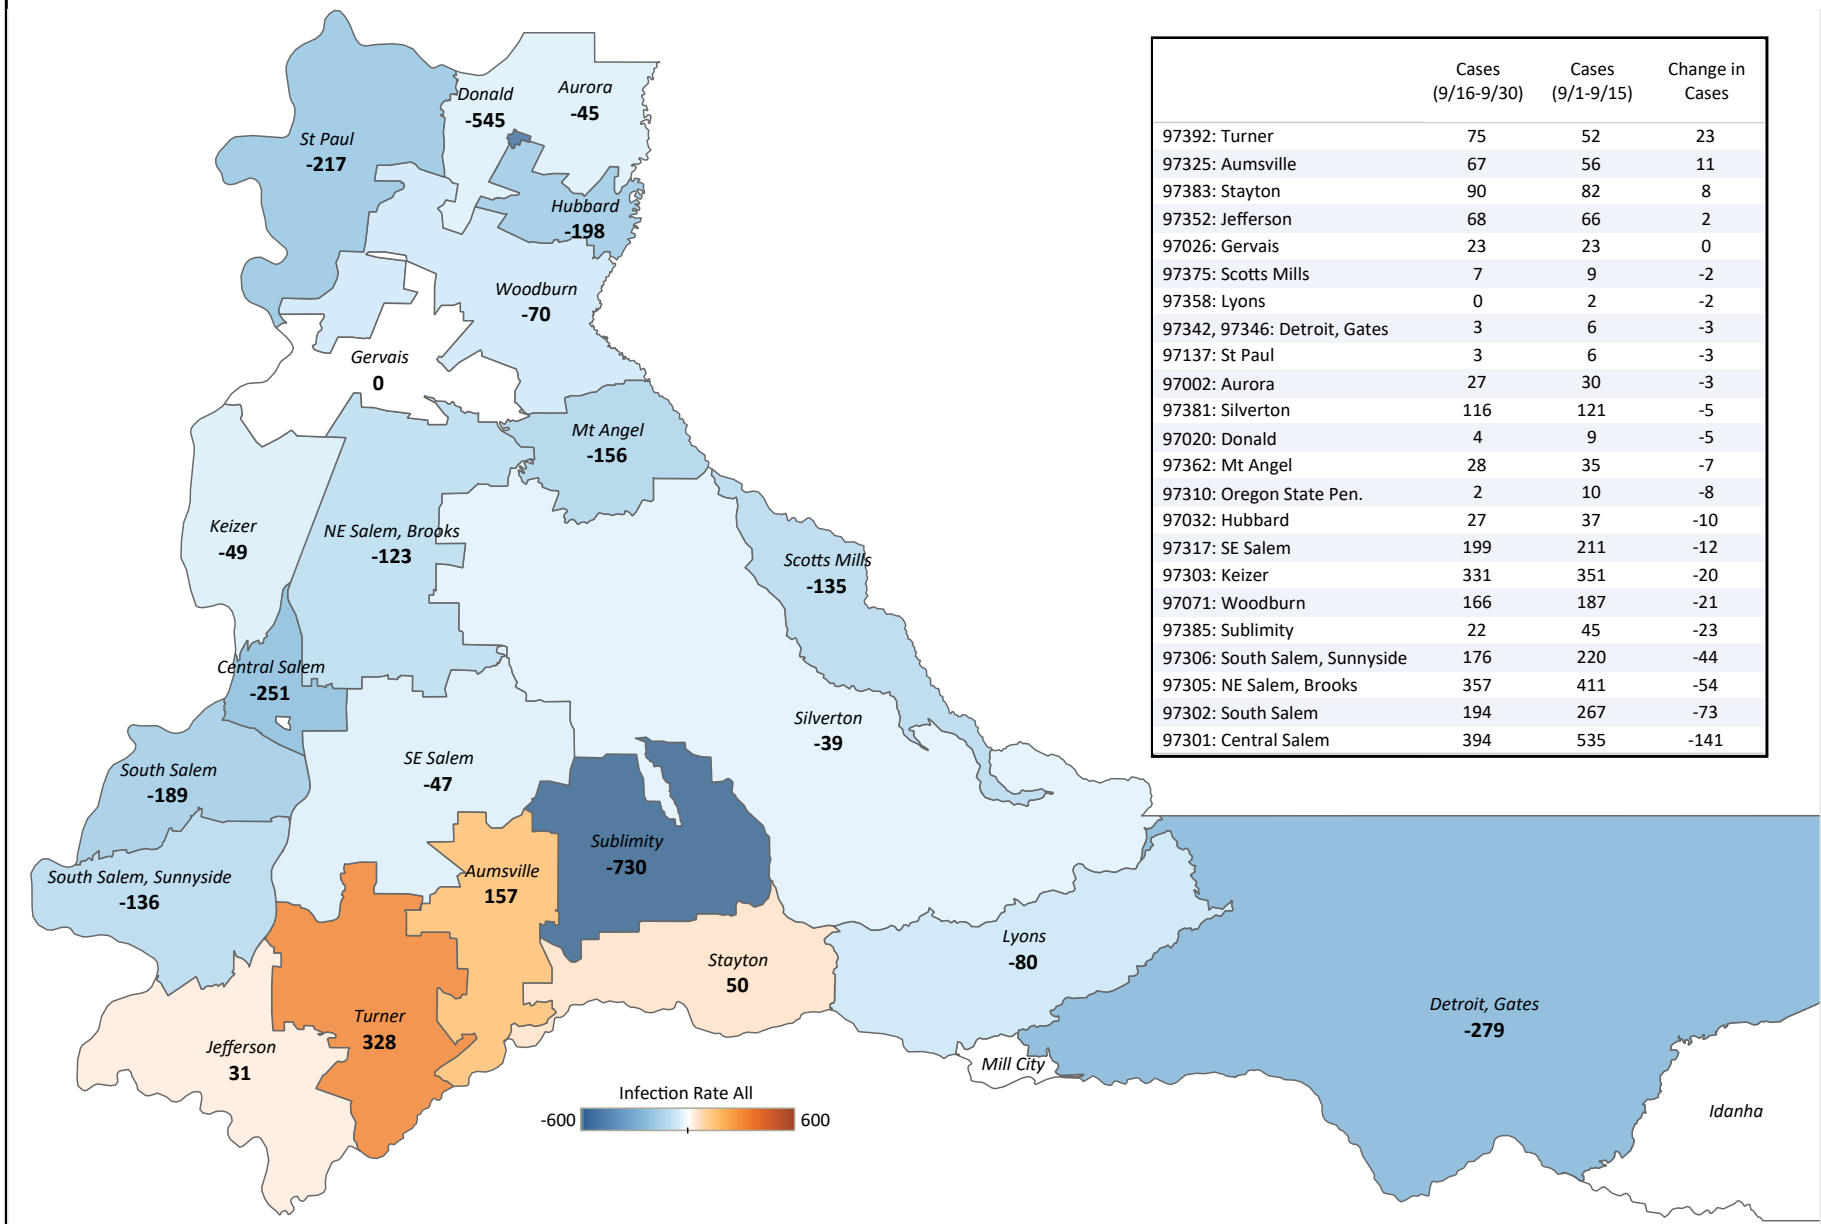 Donald
-545
Aurora
-45
St Paul
-217
Hubbard
-198
Woodburn
-70
Gervais
0
Mt Angel
-156
Keizer
-49
NE Salem, Brooks
-123
Scotts Mills
-135
Central Salem
-251
Silverton
-39
South Salem
-189
SE Salem
-47
Sublimity
-730
South Salem, Sunnyside
-136
Aumsville
157
Lyons
-80
Stayton
50
Detroit, Gates
-279
Turner
328
Jefferson
31
Mill City
Idanha
Infection Rate All
-600 600
Cases Cases Change in
(9/16-9/30) (9/1-9/15) Cases
97392: Turner 75 52 23
97325: Aumsville 67 56 11
97383: Stayton 90 82 8
97352: Jefferson 68 66 2
97026: Gervais 23 23 0
97375: Scotts Mills 7 9 -2
97358: Lyons 0 2 -2
97342, 97346: Detroit, Gates 3 6 -3
97137: St Paul 3 6 -3
97002: Aurora 27 30 -3
97381: Silverton 116 121 -5
97020: Donald 4 9 -5
97362: Mt Angel 28 35 -7
97310: Oregon State Pen. 2 10 -8
97032: Hubbard 27 37 -10
97317: SE Salem 199 211 -12
97303: Keizer 331 351 -20
97071: Woodburn 166 187 -21
97385: Sublimity 22 45 -23
97306: South Salem, Sunnyside 176 220 -44
97305: NE Salem, Brooks 357 411 -54
97302: South Salem 194 267 -73
97301: Central Salem 394 535 -141